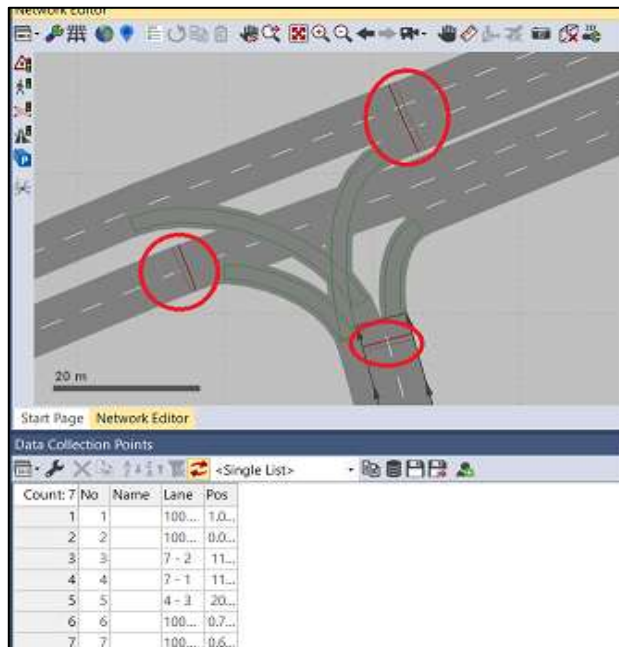 Network Editor
20 m
Start Page Network Editor
Data Collection Points
<Single List>
Count: 7 No Name Lane Pos
1 1 100... 1.0...
2 2 100... 0.0...
3 3 7 - 2 11...
4 4 7 - 1 11...
5 5 4 - 3 20...
6 6 100... 0.7...
7 7 100... 0.6...